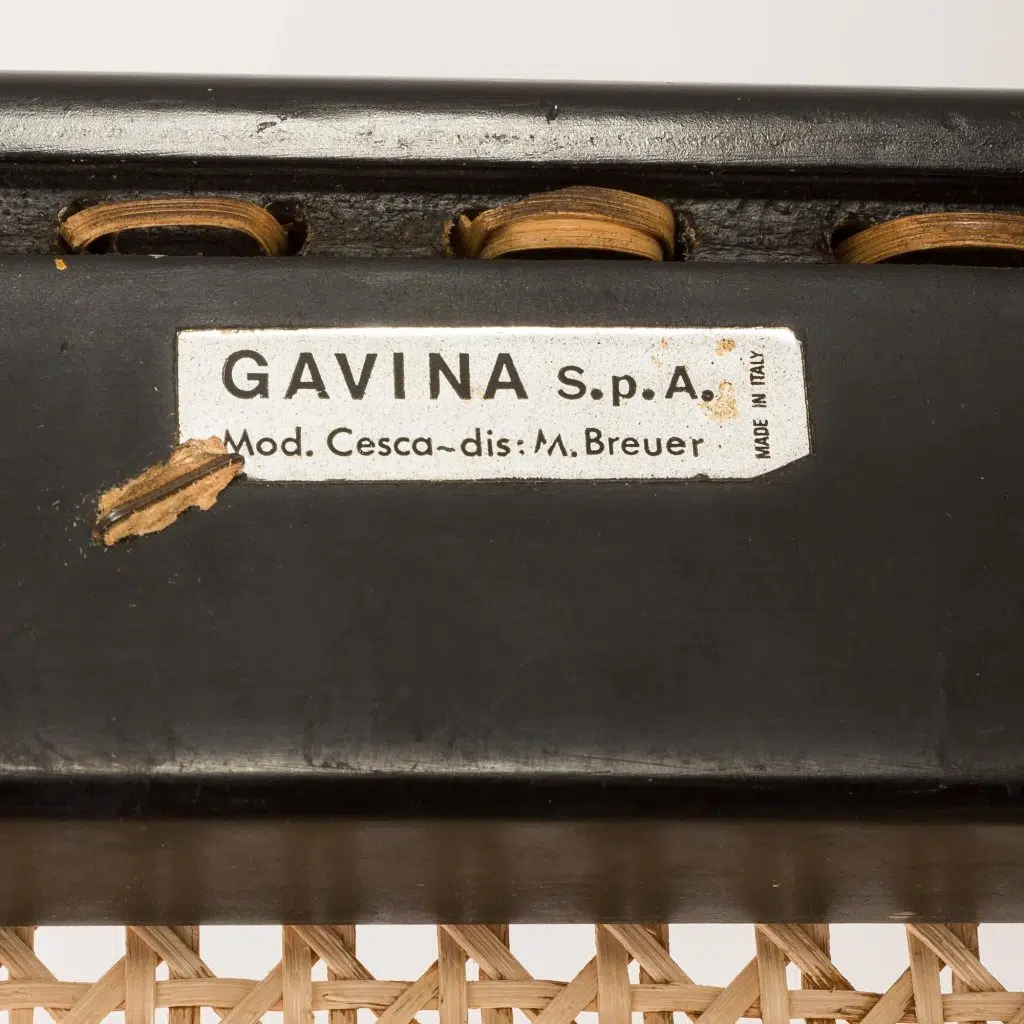 GAVINA S.p.A.
Mod. Cesca~dis: M. Breuer
MADE IN ITALY